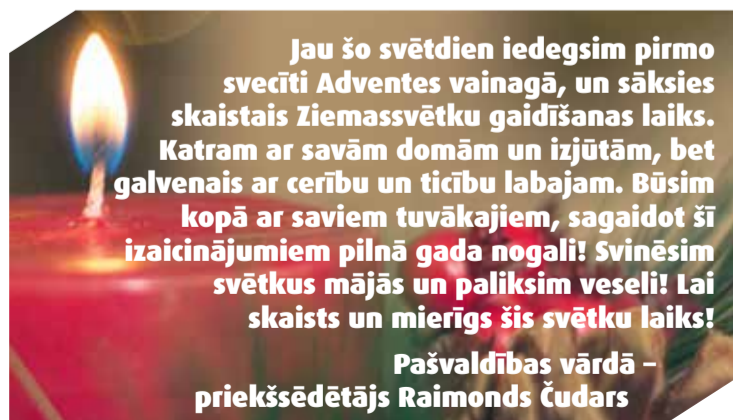 Jau šo svētdien iedegsim pirmo
svecīti Adventes vainagā, un sāksies
skaistais Ziemassvētku gaidīšanas laiks.
Katram ar savām domām un izjūtām, bet
galvenais ar cerību un ticību labajam. Būsim
kopā ar saviem tuvākajiem, sagaidot šī
izaicinājumiem pilnā gada nogali! Svinēsim
svētkus mājās un paliksim veseli! Lai
skaists un mierīgs šis svētku laiks!
Pašvaldības vārdā –
priekšsēdētājs Raimonds Čudars